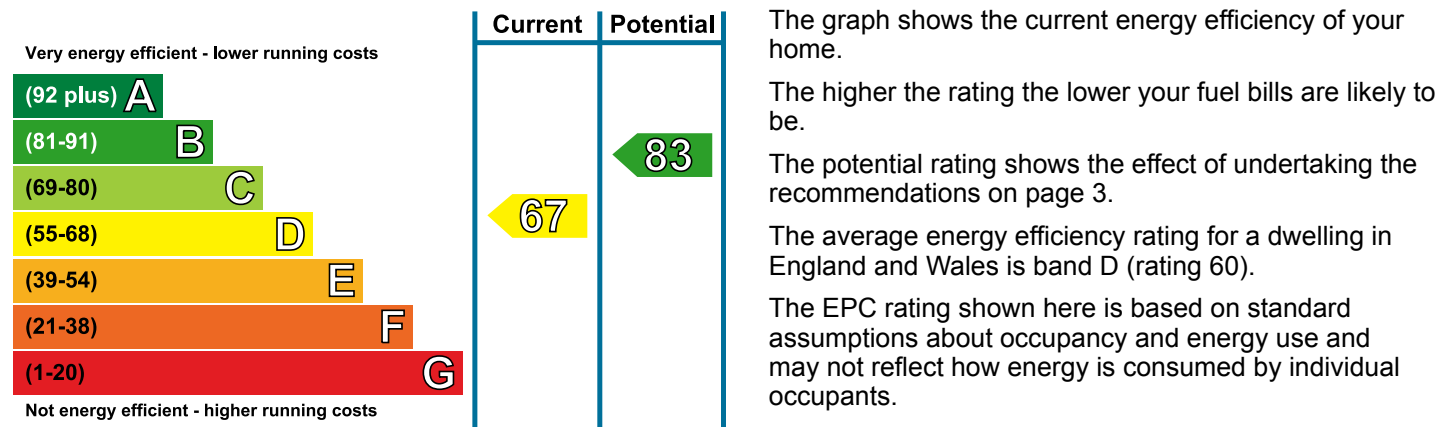 Current Potential
Very energy efficient - lower running costs
(92 plus) A
(81-91) B
(69-80) C
(55-68) D
(39-54) E
(21-38) F
(1-20) G
Not energy efficient - higher running costs
83
67
The graph shows the current energy efficiency of your
home.
The higher the rating the lower your fuel bills are likely to
be.
The potential rating shows the effect of undertaking the
recommendations on page 3.
The average energy efficiency rating for a dwelling in
England and Wales is band D (rating 60).
The EPC rating shown here is based on standard
assumptions about occupancy and energy use and
may not reflect how energy is consumed by individual
occupants.